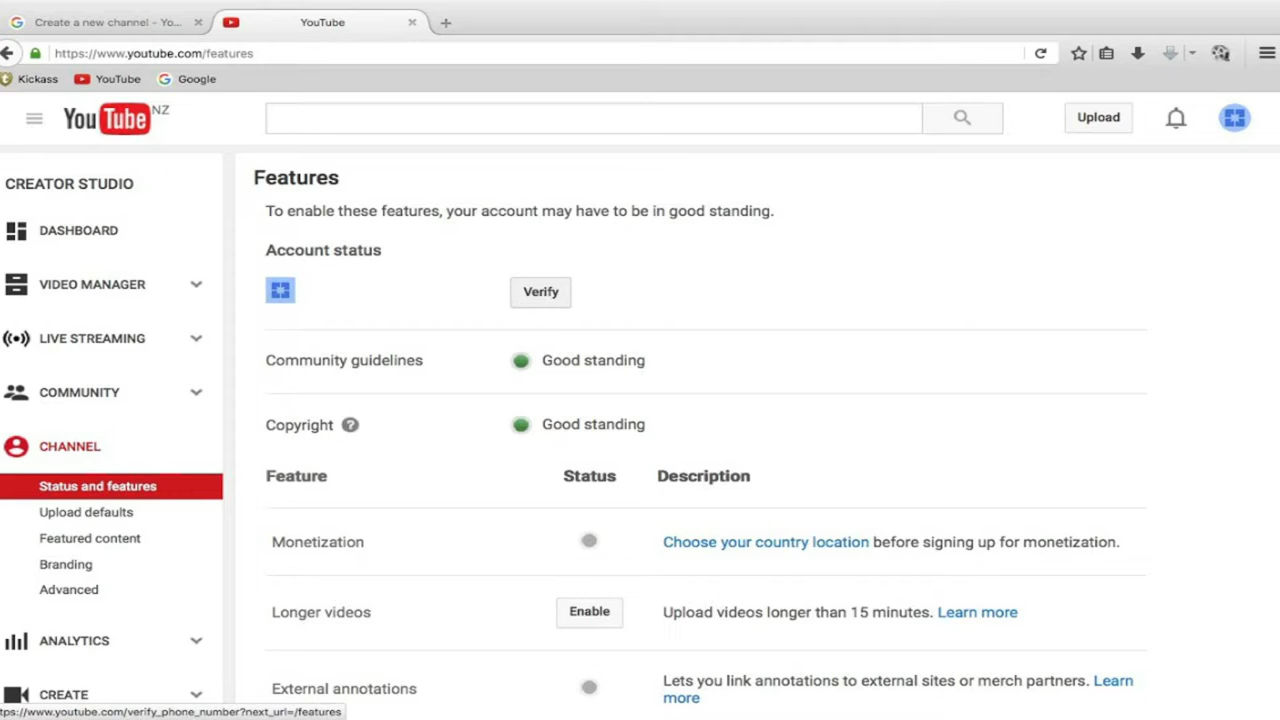 Create a new channel - Yo...
YouTube
https://www.youtube.com/features
Kickass
YouTube
Google
YouTube NZ
Upload
CREATOR STUDIO
DASHBOARD
VIDEO MANAGER
LIVE STREAMING
COMMUNITY
CHANNEL
Status and features
Upload defaults
Featured content
Branding
Advanced
ANALYTICS
CREATE
Features
To enable these features, your account may have to be in good standing.
Account status
Verify
Community guidelines
Good standing
Copyright ?
Good standing
Feature Status Description
Monetization
Choose your country location before signing up for monetization.
Longer videos
Enable
Upload videos longer than 15 minutes. Learn more
External annotations
Lets you link annotations to external sites or merch partners. Learn
more
ttps://www.youtube.com/verify_phone_number?next_url=/features